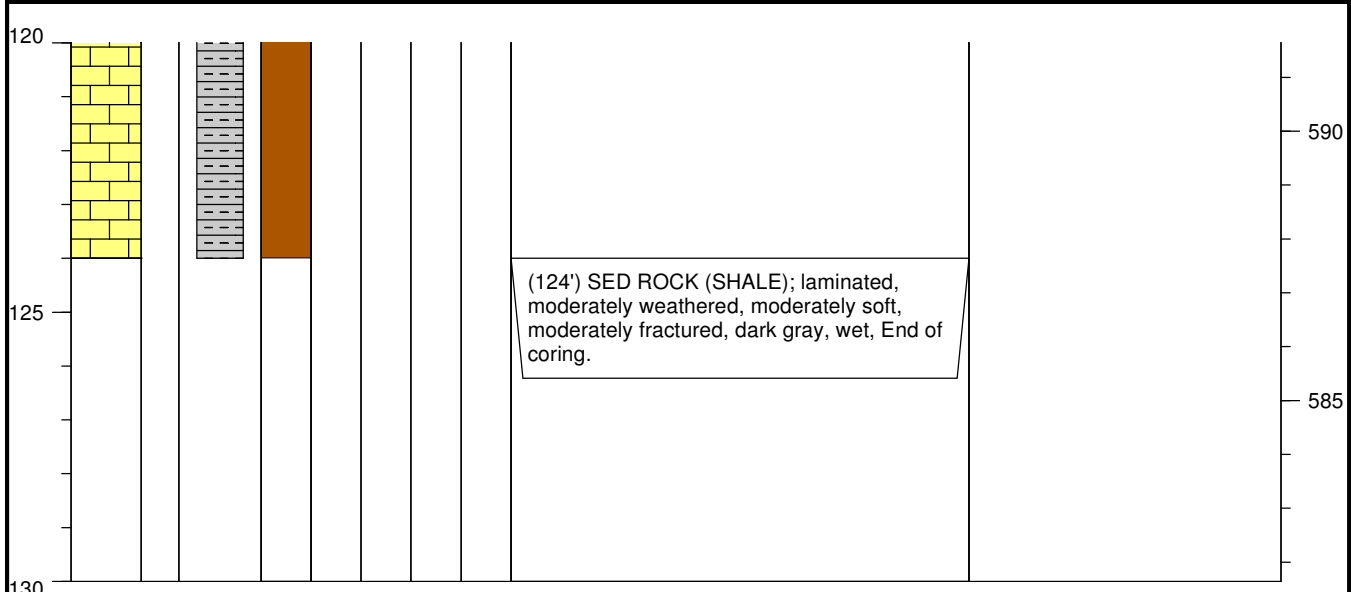 120
590
(124') SED ROCK (SHALE); laminated,
moderately weathered, moderately soft,
moderately fractured, dark gray, wet, End of
coring.
125
585
130